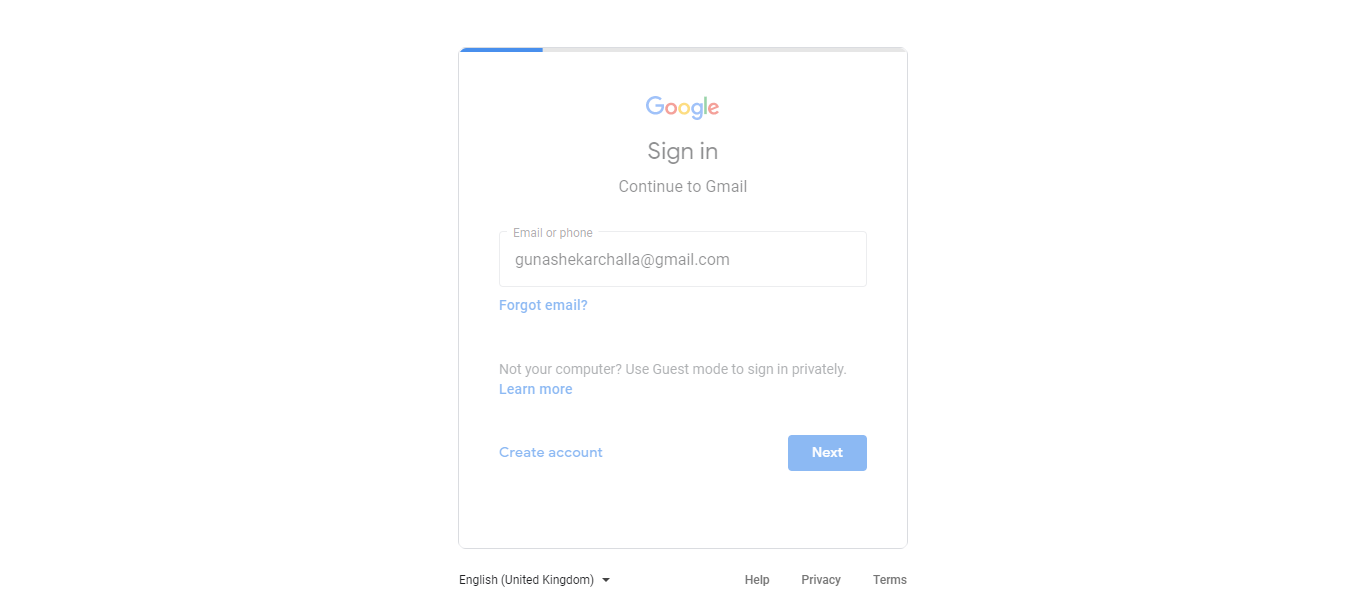 Google
Sign in
Continue to Gmail
Email or phone
gunashekarchalla@gmail.com
Forgot email?
Not your computer? Use Guest mode to sign in privately.
Learn more
Create account
Next
English (United Kingdom)
Help
Privacy
Terms